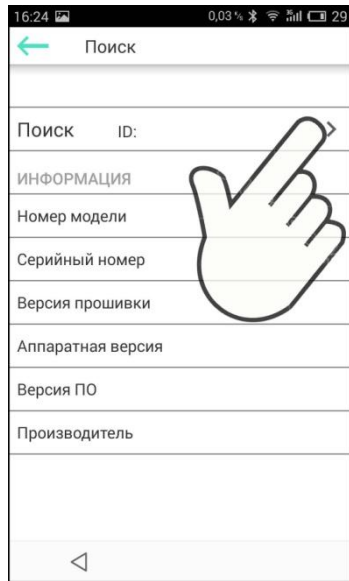 16:24 0,03% 29
Поиск
Поиск ID:
ИНФОРМАЦИЯ
Номер модели
Серийный номер
Версия прошивки
Аппаратная версия
Версия ПО
Производитель